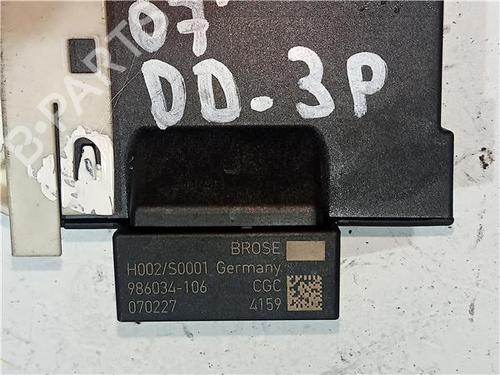 07
DD-3P
B-PARTS
BROSE
H002/S0001 Germany
986034-106 CGC
070227 4159